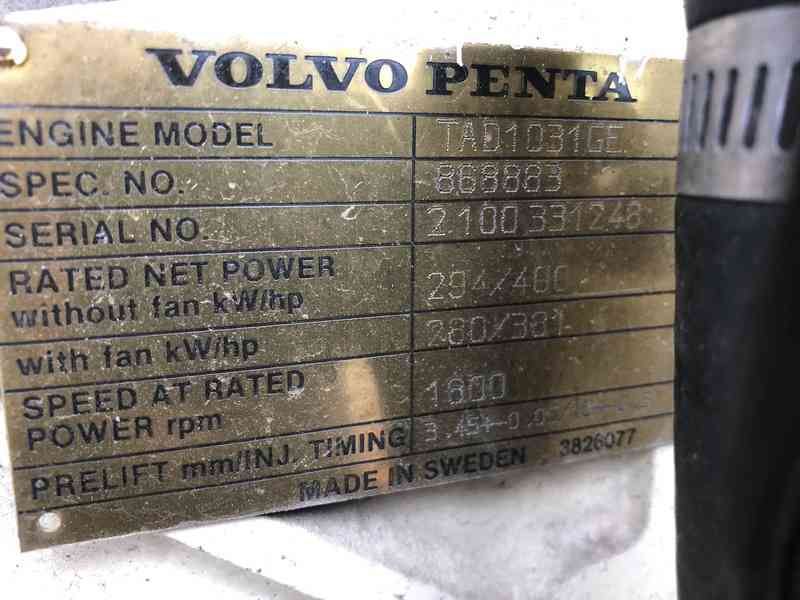 VOLVO PENTA
ENGINE MODEL TAD1031GE
SPEC. NO. 868883
SERIAL NO. 2100331248
RATED NET POWER
without fan kW/hp 294/400
with fan kW/hp 280/381
SPEED AT RATED
POWER rpm 1800
PRELIFT mm/INJ. TIMING
MADE IN SWEDEN 3826077